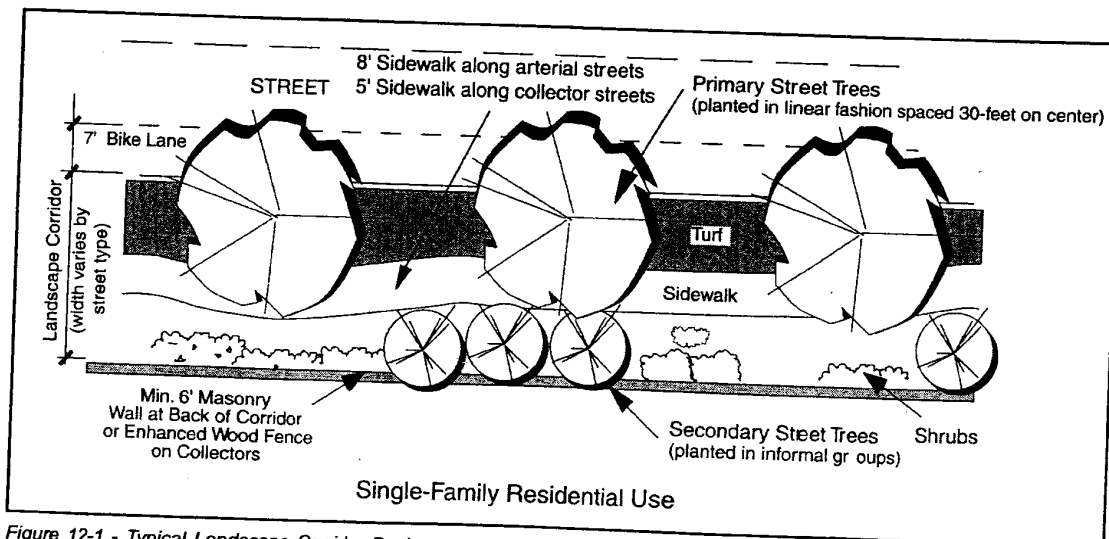 8' Sidewalk along arterial streets
STREET 5' Sidewalk along collector streets
Primary Street Trees
(planted in linear fashion spaced 30-feet on center)
7' Bike Lane
Landscape Corridor
(width varies by
street type)
Turf
Sidewalk
Min. 6' Masonry
Wall at Back of Corridor
or Enhanced Wood Fence
on Collectors
Secondary Street Trees
(planted in informal gr oups)
Shrubs
Single-Family Residential Use
Figure 12-1 - Typical Landscape